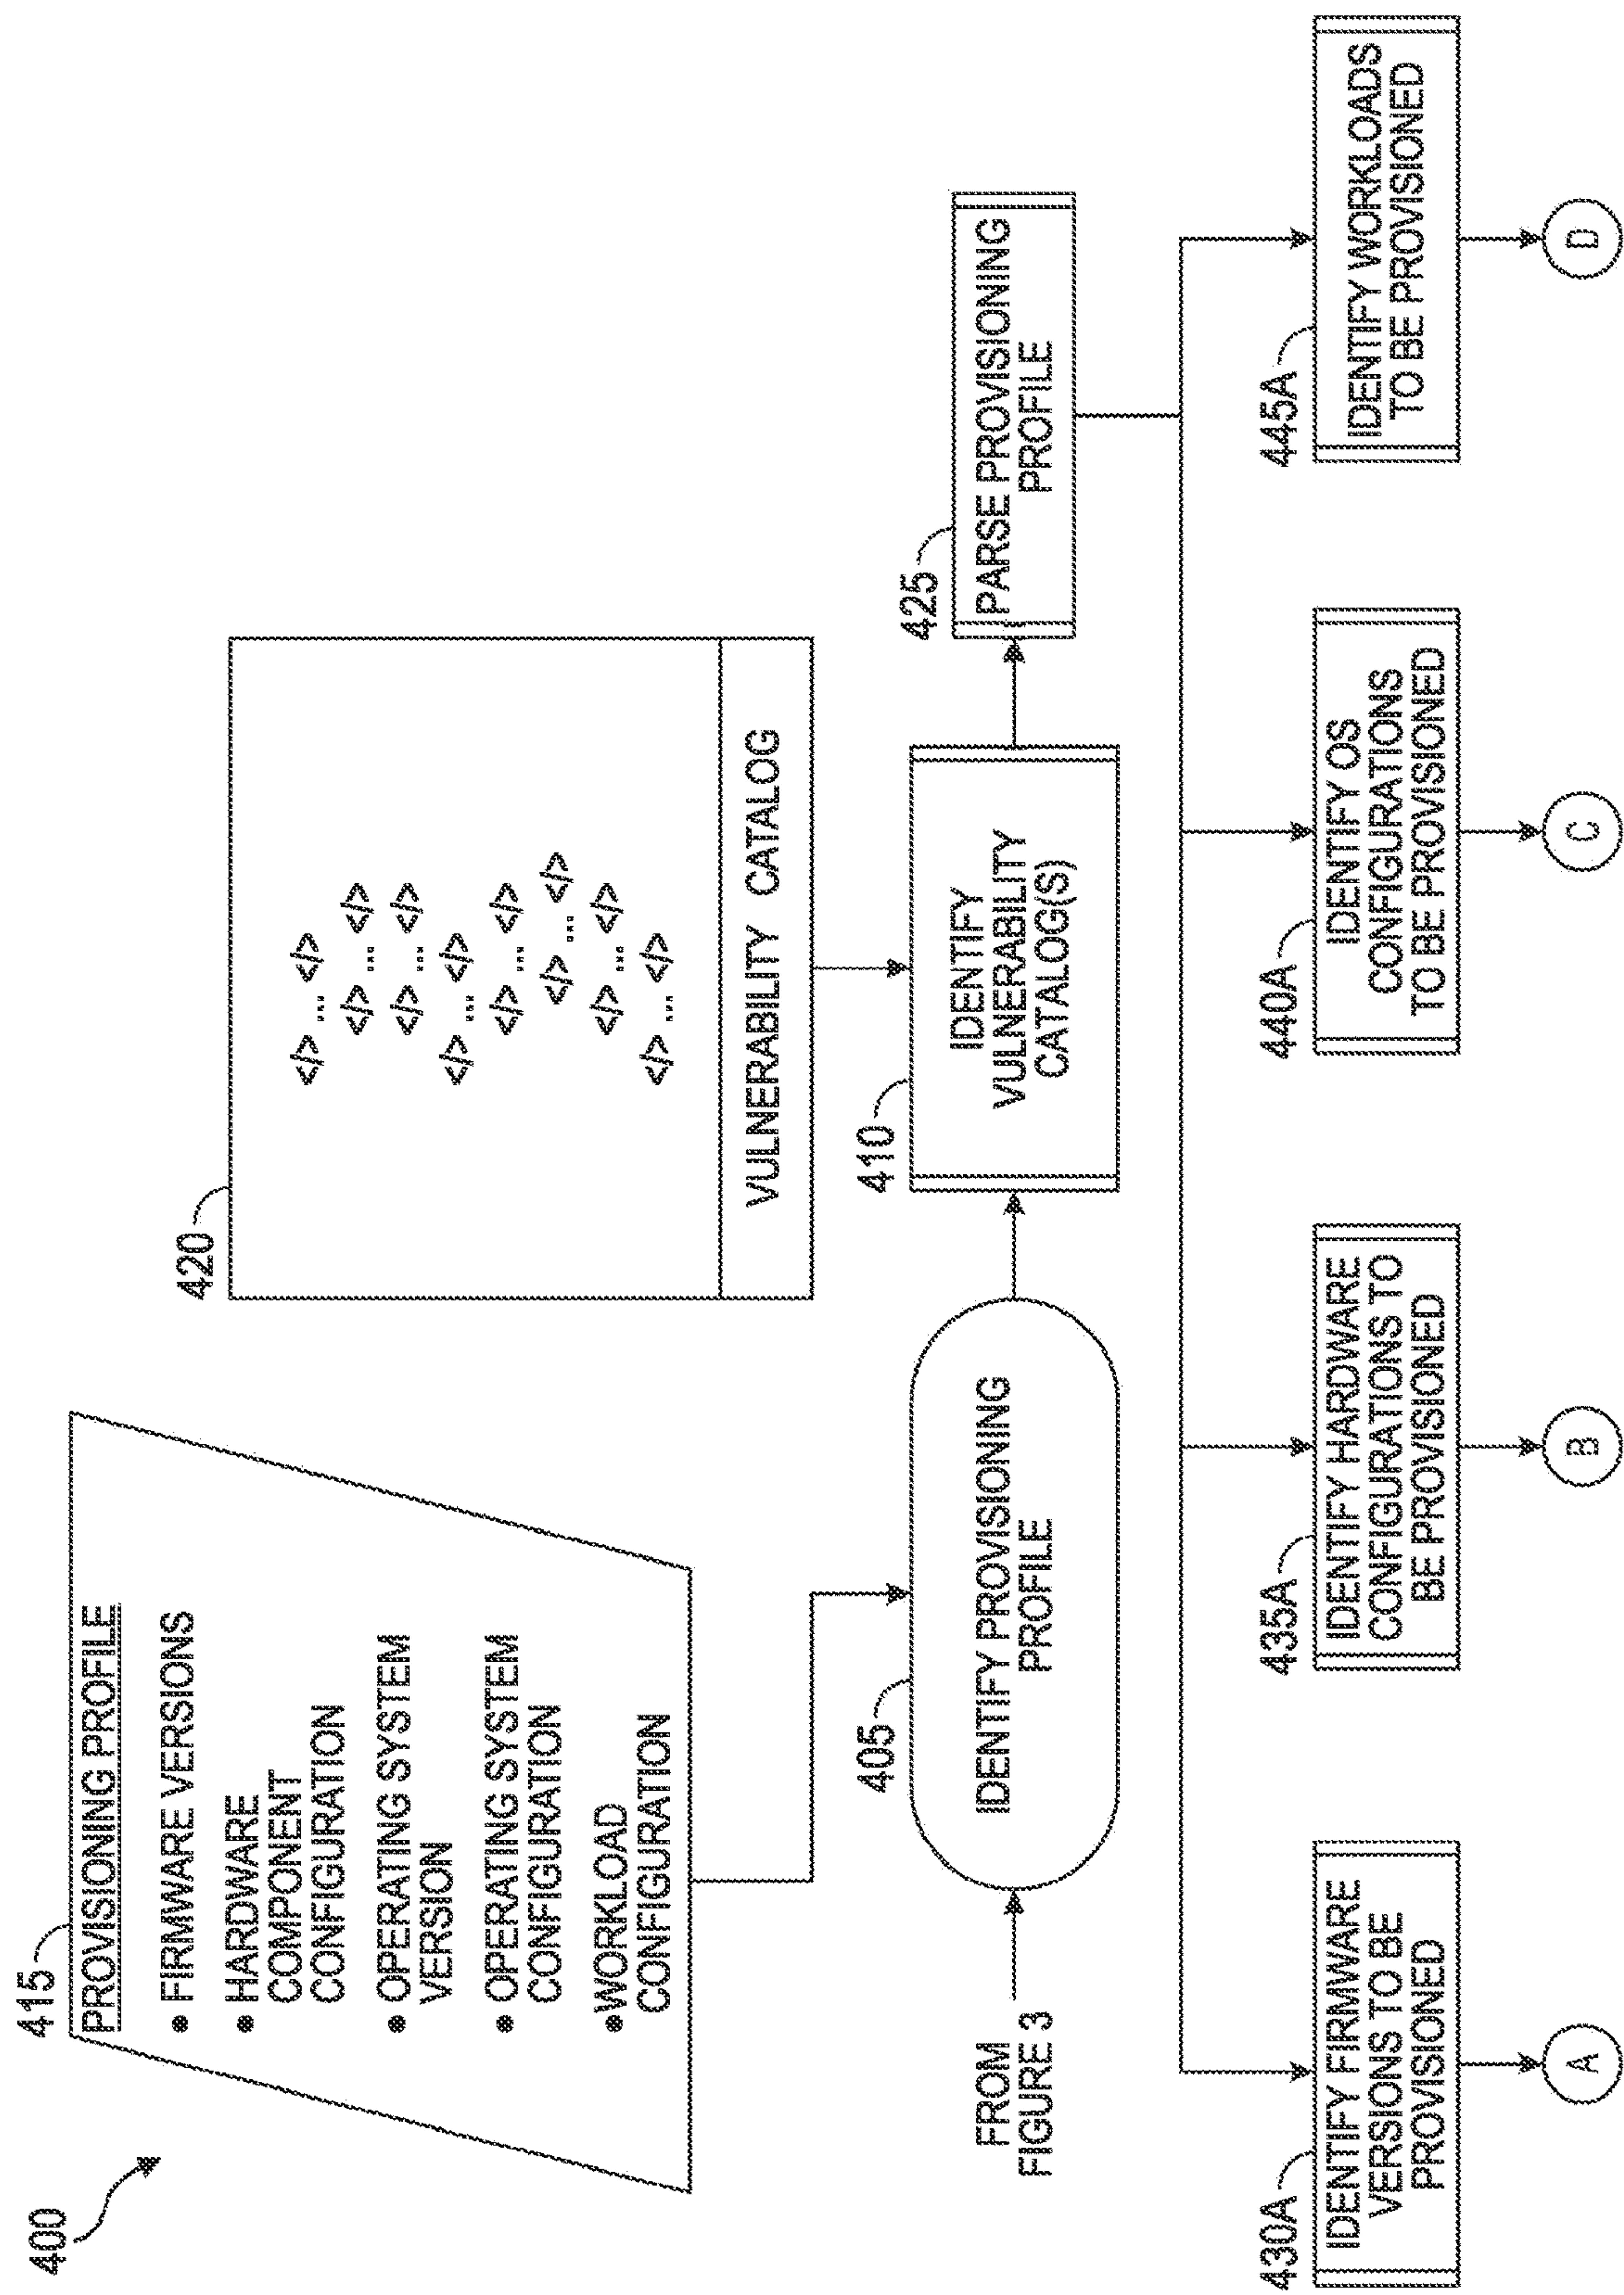 400
415
PROVISIONING PROFILE
● FIRMWARE VERSIONS
● HARDWARE
COMPONENT
CONFIGURATION
● OPERATING SYSTEM
VERSION
● OPERATING SYSTEM
CONFIGURATION
● WORKLOAD
CONFIGURATION
420
</> ... </>
</> ... </>
</> ... </>
</> ... </>
</> ... </>
</> ... </>
</> ... </>
</> ... </>
VULNERABILITY CATALOG
FROM
FIGURE 3
405
IDENTIFY PROVISIONING
PROFILE
410
IDENTIFY
VULNERABILITY
CATALOG(S)
425
PARSE PROVISIONING
PROFILE
430A
IDENTIFY FIRMWARE
VERSIONS TO BE
PROVISIONED
A
435A
IDENTIFY HARDWARE
CONFIGURATIONS TO
BE PROVISIONED
B
440A
IDENTIFY OS
CONFIGURATIONS
TO BE PROVISIONED
C
445A
IDENTIFY WORKLOADS
TO BE PROVISIONED
D